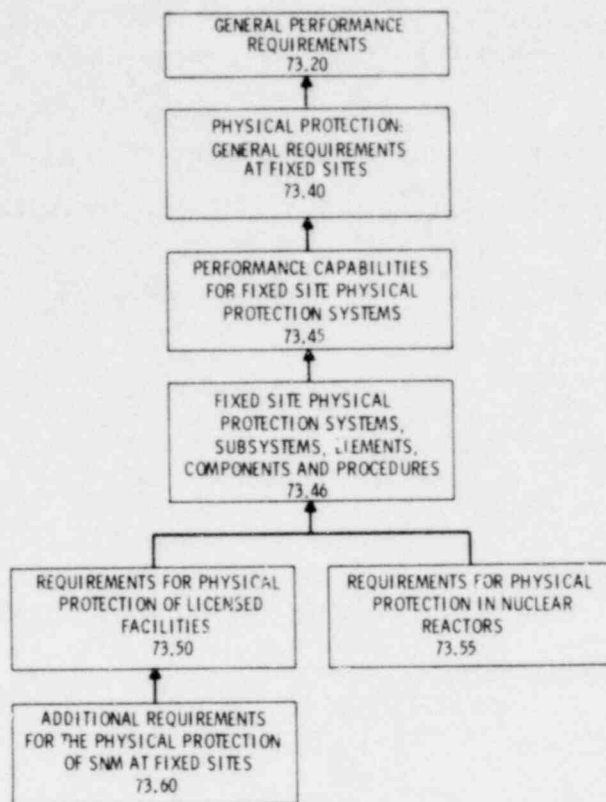 GENERAL PERFORMANCE
REQUIREMENTS
73.20
PHYSICAL PROTECTION:
GENERAL REQUIREMENTS
AT FIXED SITES
73.40
PERFORMANCE CAPABILITIES
FOR FIXED SITE PHYSICAL
PROTECTION SYSTEMS
73.45
FIXED SITE PHYSICAL
PROTECTION SYSTEMS,
SUBSYSTEMS, ELEMENTS,
COMPONENTS AND PROCEDURES
73.46
REQUIREMENTS FOR PHYSICAL
PROTECTION OF LICENSED
FACILITIES
73.50
REQUIREMENTS FOR PHYSICAL
PROTECTION IN NUCLEAR
REACTORS
73.55
ADDITIONAL REQUIREMENTS
FOR THE PHYSICAL PROTECTION
OF SNM AT FIXED SITES
73.60